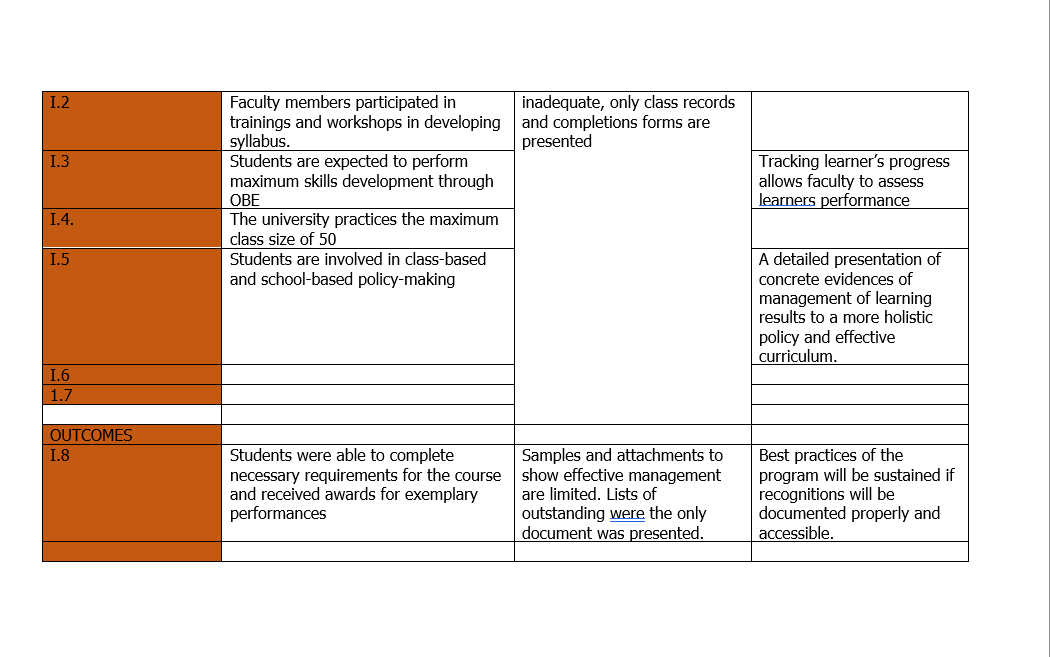 I.2
Faculty members participated in
trainings and workshops in developing
syllabus.
inadequate, only class records
and completions forms are
presented
I.3
Students are expected to perform
maximum skills development through
OBE
Tracking learner’s progress
allows faculty to assess
learners performance
I.4.
The university practices the maximum
class size of 50
I.5
Students are involved in class-based
and school-based policy-making
A detailed presentation of
concrete evidences of
management of learning
results to a more holistic
policy and effective
curriculum.
I.6
1.7
OUTCOMES
I.8
Students were able to complete
necessary requirements for the course
and received awards for exemplary
performances
Samples and attachments to
show effective management
are limited. Lists of
outstanding were the only
document was presented.
Best practices of the
program will be sustained if
recognitions will be
documented properly and
accessible.